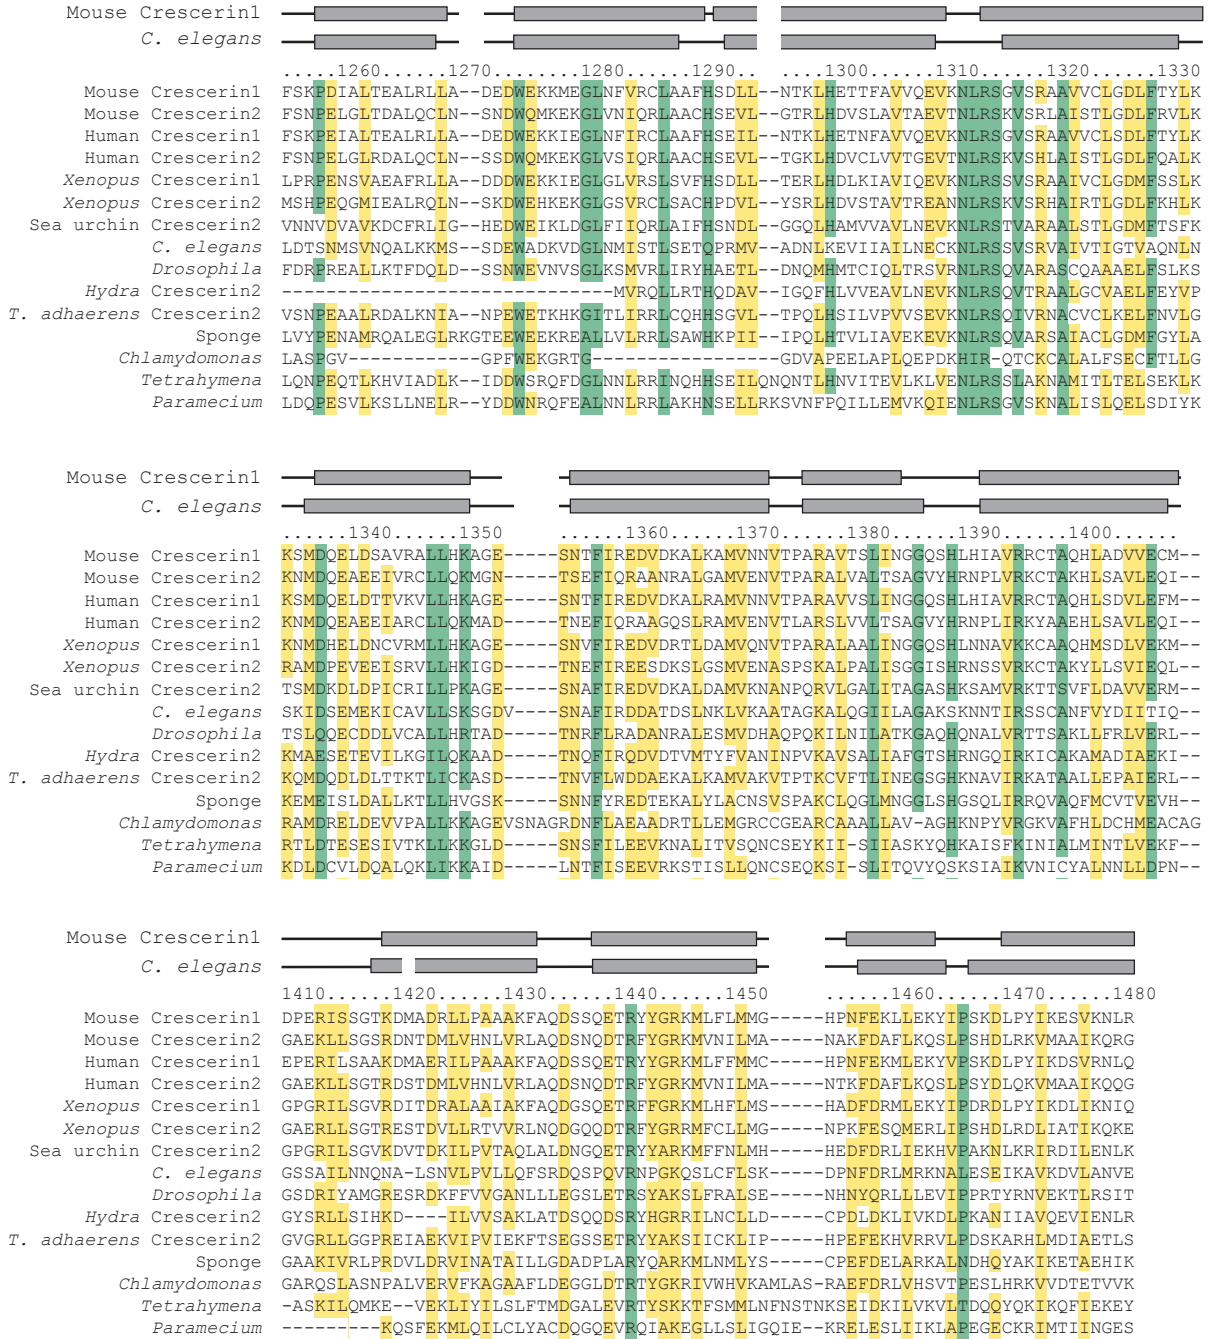 Mouse Crescerin1
C. elegans
....1260......1270........1280......1290....  ....1300......1310......1320......1330
Mouse Crescerin1 FSKPDIALTEALRLLA--DEDWEKKMEGLNFVRCLAAFHSDLL--NTKLHETTFAVVQEVKNLRSGVSRAAVVCLGDLFTYLK
Mouse Crescerin2 FSNPELGLTDALQCLN--SNDWQMKEKGLVNIQRLAACHSEVL--GTRLHDVSLAVTAEVTNLRSKVSRLAISTLGDLFRVLK
Human Crescerin1 FSKPEIALTEALRLLA--DEDWEKKIEGLNFIRCLAAFHSEIL--NTKLHETNFAVVQEVKNLRSGVSRAAVVCLSDLFTYLK
Human Crescerin2 FSNPELGLRDALQCLN--SSDWQMKEKGLVSIQRLAACHSEVL--TGKLHDVCLVVTGEVTNLRSKVSHLAISTLGDLFQALK
Xenopus Crescerin1 LPRPENSVAEAFRLLA--DDDWEKKIEGLGLVRSLSVFHSDLL--TERLHDLKIAVIQEVKNLRSSVSRAAIVCLGDMFSSLK
Xenopus Crescerin2 MSHPEQGMIEALRQLN--SKDWEHKEKGLGSVRCLSACHPDVL--YSRLHDVSTAVTREANNLRSKVSRHAIRTLGDLFKHLK
Sea urchin Crescerin2 VNNVDVAVKDCFRLIG--HEDWEIKLDGLFIIQRLAIFHSNDL--GGQLHAMVVAVLNEVKNLRSTVARAALSTLGDMFTSFK
C. elegans LDTSNMSVNQALKKMS--SDEWADKVDGLNMISTLSETQPRMV--ADNLKEVIIAILNECKNLRSSVSRVAIVTIGTVAQNLN
Drosophila FDRPREALLKTFDQLD--SSNWEVNVSGLKSMVRLIRYHAETL--DNQMHMTCIQLTRSVRNLRSQVARASCQAAAELFSLKS
Hydra Crescerin2 ------------------------------MVRQLLRTHQDAV--IGQFHLVVEAVLNEVKNLRSQVTRAALGCVAELFEYVP
T. adhaerens Crescerin2 VSNPEAALRDALKNIA--NPEWETKHKGITLIRRLCQHHSGVL--TPQLHSILVPVVSEVKNLRSQIVRNACVCLKELFNVLG
Sponge LVYPENAMRQALEGLRKGTEEWEEKREALLVLRRLSAWHKPII--IPQLHTVLIAVEKEVKNLRSQVARSAIACLGDMFGYLA
Chlamydomonas LASPGV------------GPFWEKGRTG-----------------GDVAPEELAPLQEPDKHIR-QTCKCALALFSECFTLLG
Tetrahymena LQNPEQTLKHVIADLK--IDDWSRQFDGLNNLRRINQHHSEILQNQNTLHNVITEVLKLVENLRSSLAKNAMITLTELSEKLK
Paramecium LDQPESVLKSLLNELR--YDDWNRQFEALNNLRRLAKHNSELLRKSVNFPQILLEMVKQIENLRSGVSKNALISLQELSDIYK
Mouse Crescerin1
C. elegans
......1340......1350....  ......1360......1370......1380......1390......1400......
Mouse Crescerin1 KSMDQELDSAVRALLHKAGE-----SNTFIREDVDKALKAMVNNVTPARAVTSLINGGQSHLHIAVRRCTAQHLADVVECM--
Mouse Crescerin2 KNMDQEAEEIVRCLLQKMGN-----TSEFIQRAANRALGAMVENVTPARALVALTSAGVYHRNPLVRKCTAKHLSAVLEQI--
Human Crescerin1 KSMDQELDTTVKVLLHKAGE-----SNTFIREDVDKALRAMVNNVTPARAVVSLINGGQSHLHIAVRRCTAQHLSDVLEFM--
Human Crescerin2 KNMDQEAEEIARCLLQKMAD-----TNEFIQRAAGQSLRAMVENVTLARSLVVLTSAGVYHRNPLIRKYAAEHLSAVLEQI--
Xenopus Crescerin1 KNMDHELDNCVRMLLHKAGE-----SNVFIREDVDRTLDAMVQNVTPARALAALINGGQSHLNNAVKKCAAQHMSDLVEKM--
Xenopus Crescerin2 RAMDPEVEEISRVLLHKIGD-----TNEFIREESDKSLGSMVENASPSKALPALISGGISHRNSSVRKCTAKYLLSVIEQL--
Sea urchin Crescerin2 TSMDKDLDPICRILLPKAGE-----SNAFIREDVDKALDAMVKNANPQRVLGALITAGASHKSAMVRKTTSVFLDAVVERM--
C. elegans SKIDSEMEKICAVLLSKSGDV----SNAFIRDDATDSLNKLVKAATAGKALQGIILAGAKSKNNTIRSSCANFVYDIITIQ--
Drosophila TSLQQECDDLVCALLHRTAD-----TNRFLRADANRALESMVDHAQPQKILNILATKGAQHQNALVRTTSAKLLFRLVERL--
Hydra Crescerin2 KMAESETEVILKGILQKAAD-----TNQFIRQDVDTVMTYFVANINPVKAVSALIAFGTSHRNGQIRKICAKAMADIAEKI--
T. adhaerens Crescerin2 KQMDQDLDLTTKTLICKASD-----TNVFLWDDAEKALKAMVAKVTPTKCVFTLINEGSGHKNAVIRKATAALLEPAIERL--
Sponge KEMEISLDALLKTLLHVGSK-----SNNFYREDTEKALYLACNSVSPAKCLQGLMNGGLSHGSQLIRRQVAQFMCVTVEVH--
Chlamydomonas RAMDRELDEVVPALLKKAGEVSNAGRDNFLAEAADRTLLEMGRCCGEARCAAALLAV-AGHKNPYVRGKVAFHLDCHMEACAG
Tetrahymena RTLDTESESIVTKLLKKGLD-----SNSFILEEVKNALITVSQNCSEYKII-SIIASKYQHKAISFKINIALMINTLVEKF--
Paramecium KDLDCVLDQALQKLIKKAID-----LNTFISEEVRKSTISLLQNCSEQKSI-SLITQVYQSKSIAIKVNICYALNNLLDPN--
Mouse Crescerin1
C. elegans
1410......1420......1430......1440......1450  ......1460......1470......1480
Mouse Crescerin1 DPERISSGTKDMADRLLPAAAKFAQDSSQETRYYGRKMLFLMMG-----HPNFEKLLEKYIPSKDLPYIKESVKNLR
Mouse Crescerin2 GAEKLLSGSRDNTDMLVHNLVRLAQDSNQDTRFYGRKMVNILMA-----NAKFDAFLKQSLPSHDLRKVMAAIKQRG
Human Crescerin1 EPERILSAAKDMAERILPAAAKFAQDSSQETRYYGRKMLFFMMC-----HPNFEKMLEKYVPSKDLPYIKDSVRNLQ
Human Crescerin2 GAEKLLSGTRDSTDMLVHNLVRLAQDSNQDTRFYGRKMVNILMA-----NTKFDAFLKQSLPSYDLQKVMAAIKQQG
Xenopus Crescerin1 GPGRILSGVRDITDRALAAIAKFAQDGSQETRFFGRKMLHFLMS-----HADFDRMLEKYIPDRDLPYIKDLIKNIQ
Xenopus Crescerin2 GAERLLSGTRESTDVLLRTVVRLNQDGQQDTRFYGRRMFCLLMG-----NPKFESQMERLIPSHDLRDLIATIKQKE
Sea urchin Crescerin2 GPGRILSGVKDVTDKILPVTAQLALDNGQETRYYARKMFFNLMH-----HEDFDRLIEKHVPAKNLKRIRDILENLK
C. elegans GSSAILNNQNA-LSNVLPVLLQFSRDQSPQVRNPGKQSLCFLSK-----DPNFDRLMRKNALESEIKAVKDVLANVE
Drosophila GSDRIYAMGRESRDKFFVVGANLLLEGSLETRSYAKSLFRALSE-----NHNYQRLLLEVIPPRTYRNVEKTLRSIT
Hydra Crescerin2 GYSRLLSIHKD---ILVVSAKLATDSQQDSRYHGRRILNCLLD-----CPDLDKLIVKDLPKANIIAVQEVIENLR
T. adhaerens Crescerin2 GVGRLLGGPREIAEKVIPVIEKFTSEGSSETRYYAKSIICKLIP-----HPEFEKHVRRVLPDSKARHLMDIAETLS
Sponge GAAKIVRLPRDVLDRVINATAILLGDADPLARYQARKMLNMLYS-----CPEFDELARKALNDHQYAKIKETAEHIK
Chlamydomonas GARQSLASNPALVERVFKAGAAFLDEGGLDTRTYGKRIVWHVKAMLAS-RAEFDRLVHSVTPESLHRKVVDTETVVK
Tetrahymena -ASKILQMKE--VEKLIYILSLFTMDGALEVRTYSKKTFSMMLNFNSTNKSEIDKILVKVLTDQQYQKIKQFIEKEY
Paramecium ---------KQSFEKMLQILCLYACDQGQEVRQIAKEGLLSLIGQIE-KRELESLIIKLAPEGECKRIMTIINGES